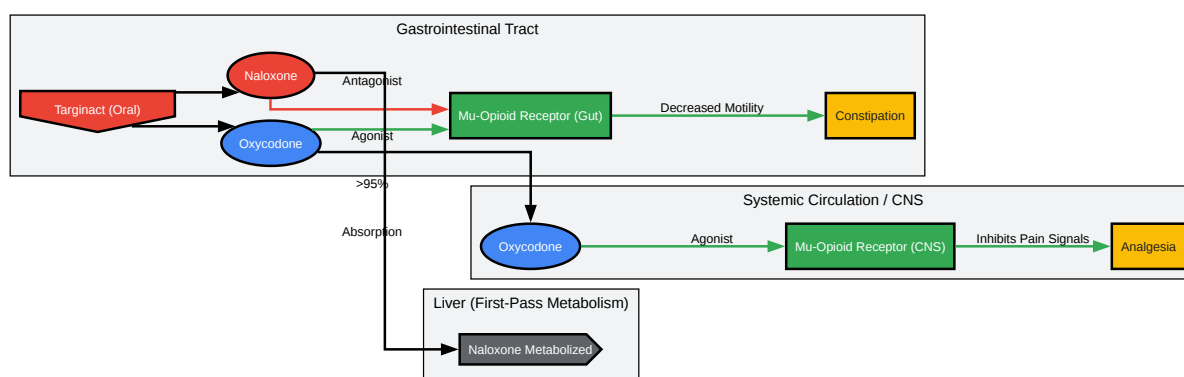 Gastrointestinal Tract
Naloxone
Antagonist
Targinact (Oral)
Mu-Opioid Receptor (Gut)
Decreased Motility
Constipation
Oxycodone
Agonist
>95%
Absorption
Systemic Circulation / CNS
Oxycodone
Agonist
Mu-Opioid Receptor (CNS)
Inhibits Pain Signals
Analgesia
Liver (First-Pass Metabolism)
Naloxone Metabolized